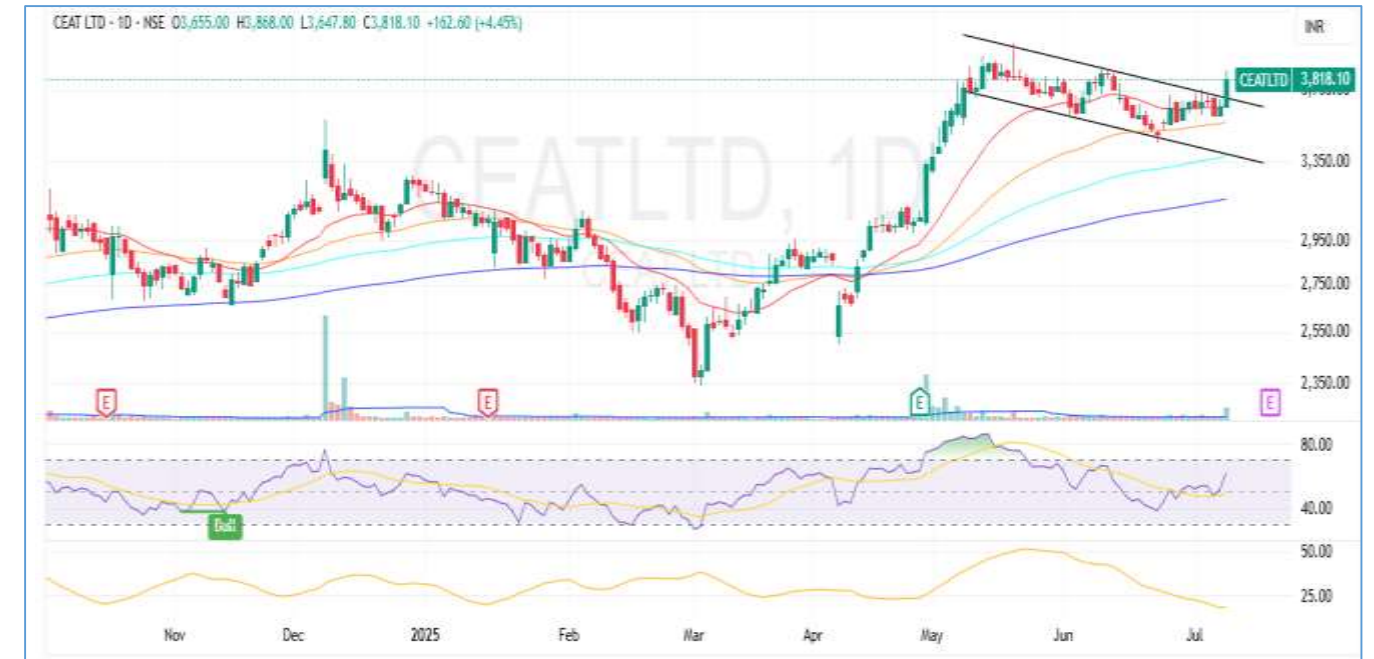 CEAT LTD - 1D - NSE O3,655.00 H3,868.00 L3,647.80 C3,818.10 +162.60 (+4.45%)
INR
CEATLTD 3,818.10
CEATLTD, 1D
3,350.00
2,950.00
2,750.00
2,550.00
2,350.00
E
E
E
E
80.00
40.00
Bull
50.00
25.00
Nov Dec 2025 Feb Mar Apr May Jun Jul